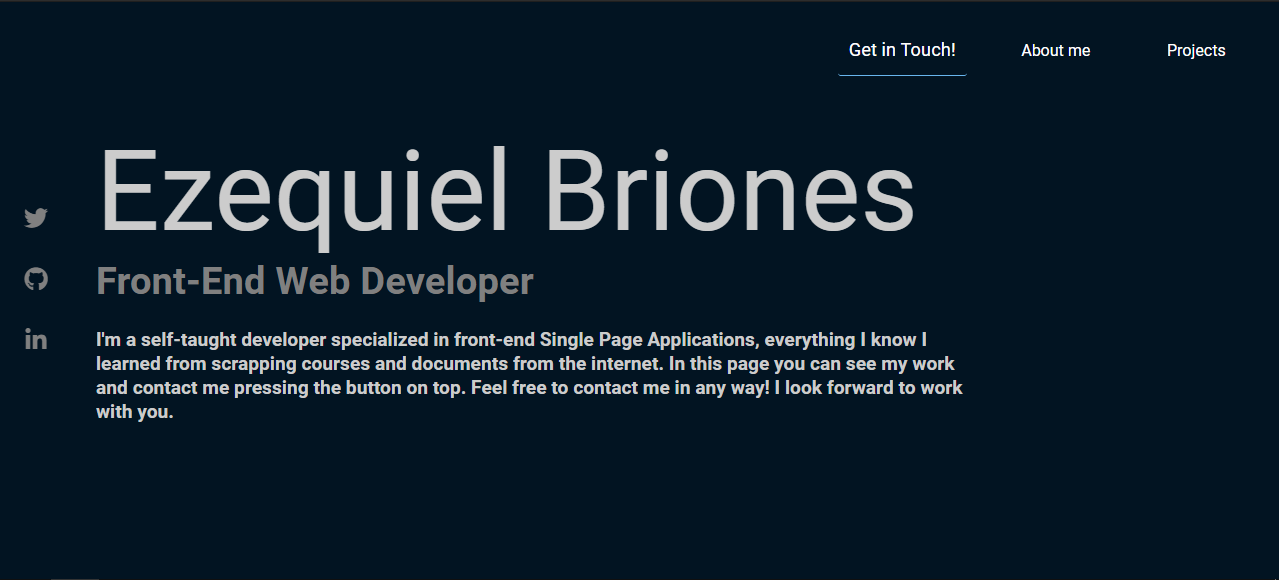 Get in Touch! About me Projects
Ezequiel Briones
Front-End Web Developer
I'm a self-taught developer specialized in front-end Single Page Applications, everything I know I
learned from scrapping courses and documents from the internet. In this page you can see my work
and contact me pressing the button on top. Feel free to contact me in any way! I look forward to work
with you.